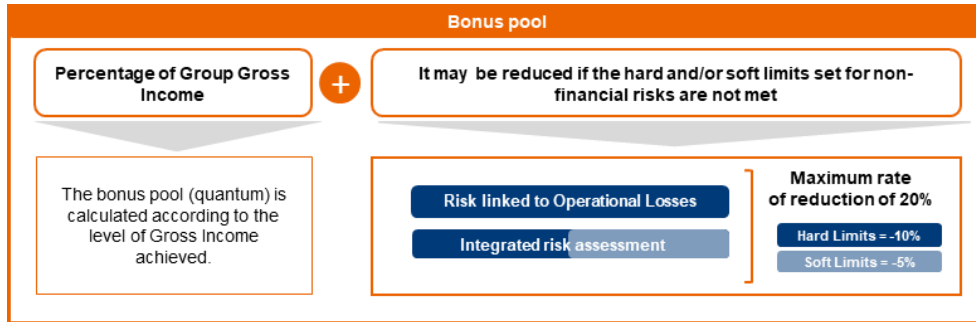 Bonus pool
Percentage of Group Gross
Income
+
It may be reduced if the hard and/or soft limits set for non-
financial risks are not met
The bonus pool (quantum) is
calculated according to the
level of Gross Income
achieved.
Risk linked to Operational Losses
Integrated risk assessment
Maximum rate
of reduction of 20%
Hard Limits = -10%
Soft Limits = -5%